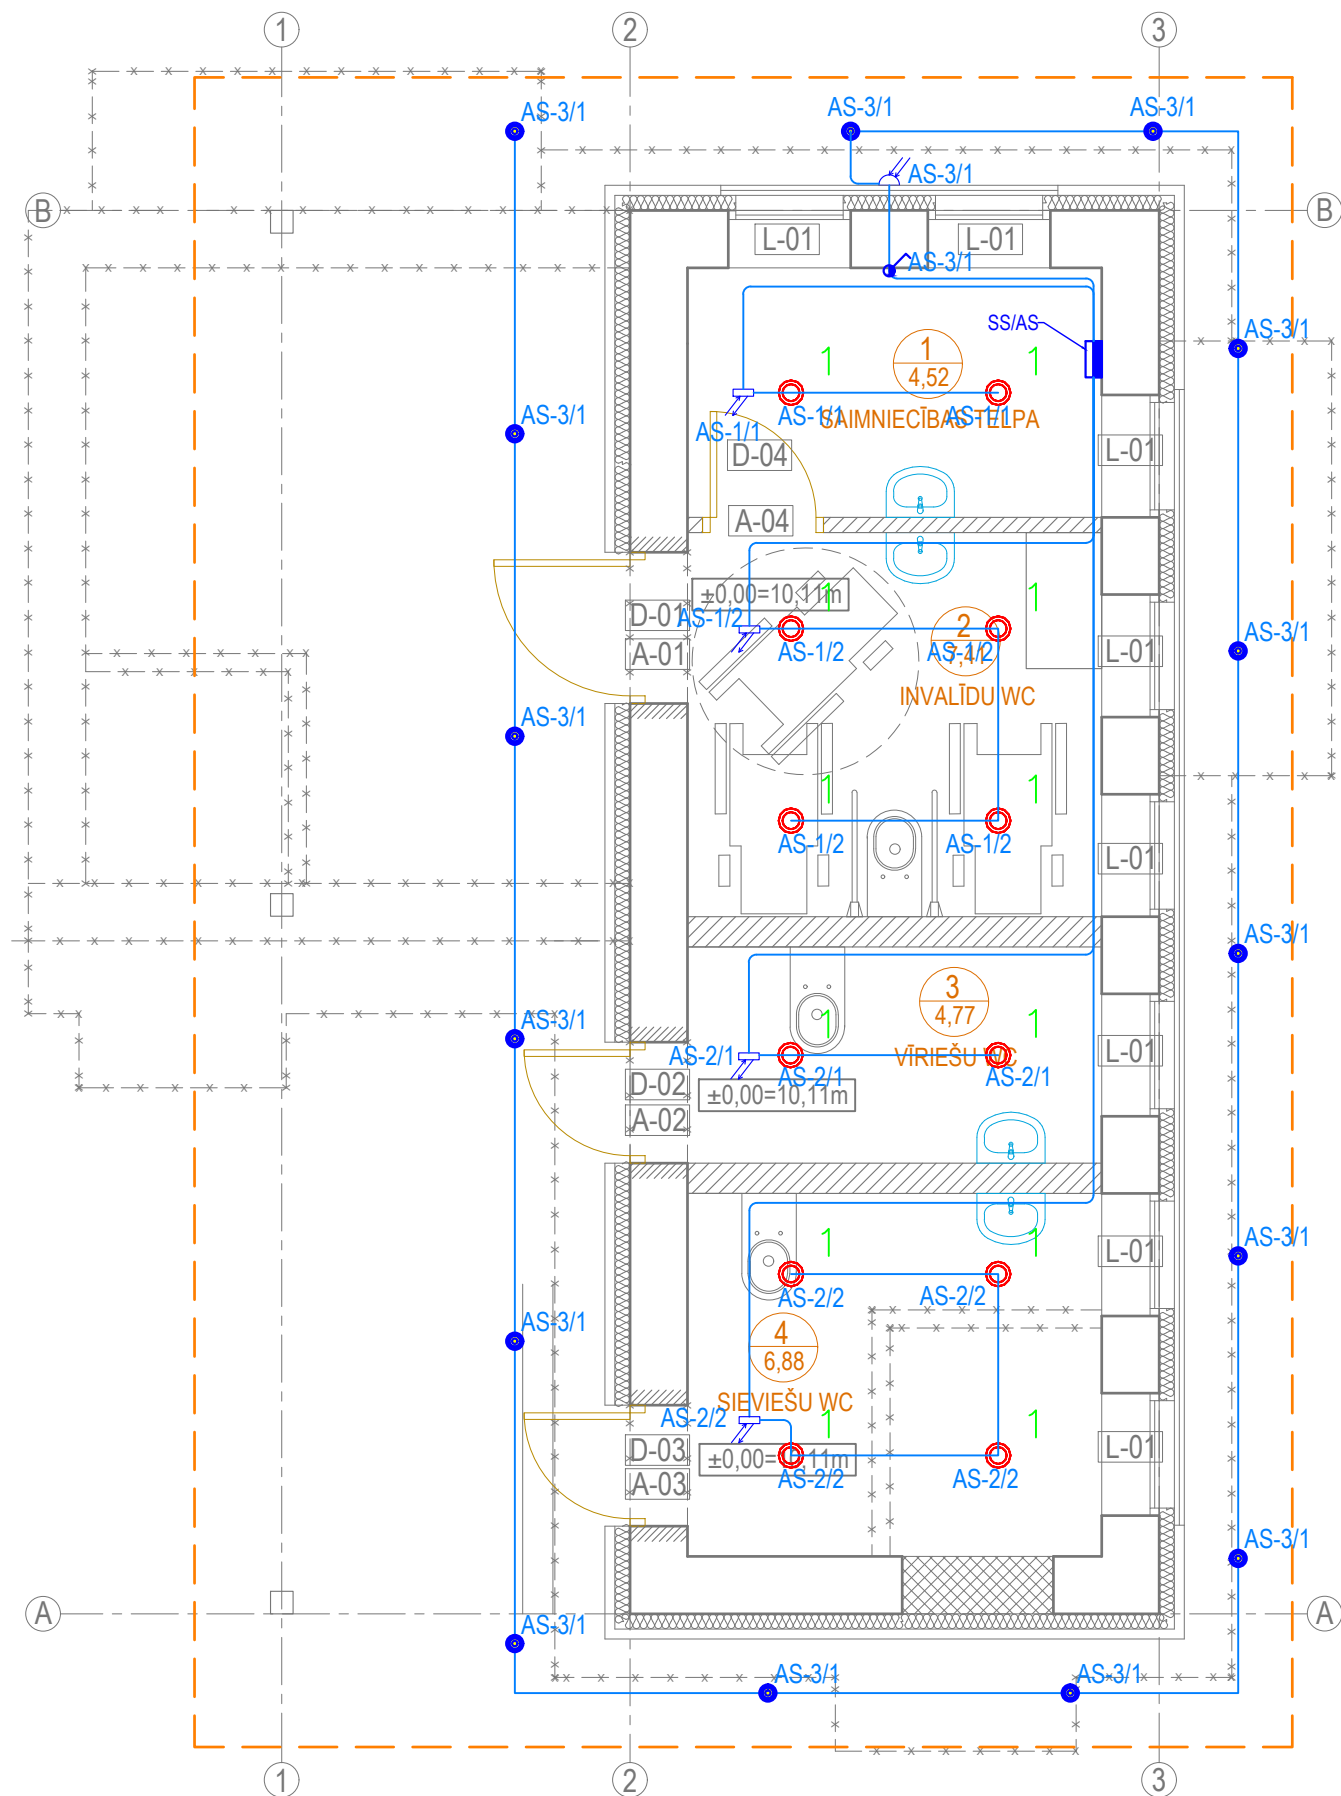 1
2
3
AS-3/1
AS-3/1
AS-3/1
AS-3/1
B
B
L-01
L-01
AS-3/1
SS/AS
AS-3/1
1
1
1
4,52
AS-1/1
AS-1/1
SAIMNIECĪBAS TELPA
AS-1/1
AS-3/1
D-04
L-01
A-04
±0,00=10,11m
1
1
D-01
AS-1/2
2
7,41
A-01
AS-1/2
AS-1/2
L-01
AS-3/1
INVALĪDU WC
AS-3/1
1
1
AS-1/2
AS-1/2
L-01
AS-3/1
3
4,77
1
1
AS-3/1
L-01
AS-2/1
VĪRIEŠU WC
D-02
AS-2/1
AS-2/1
±0,00=10,11m
A-02
1
1
L-01
AS-3/1
AS-2/2
AS-2/2
AS-3/1
4
6,88
SIEVIEŠU WC
AS-2/2
1
1
D-03
±0,00=10,11m
L-01
A-03
AS-2/2
AS-2/2
AS-3/1
A
A
AS-3/1
AS-3/1
AS-3/1
1
2
3